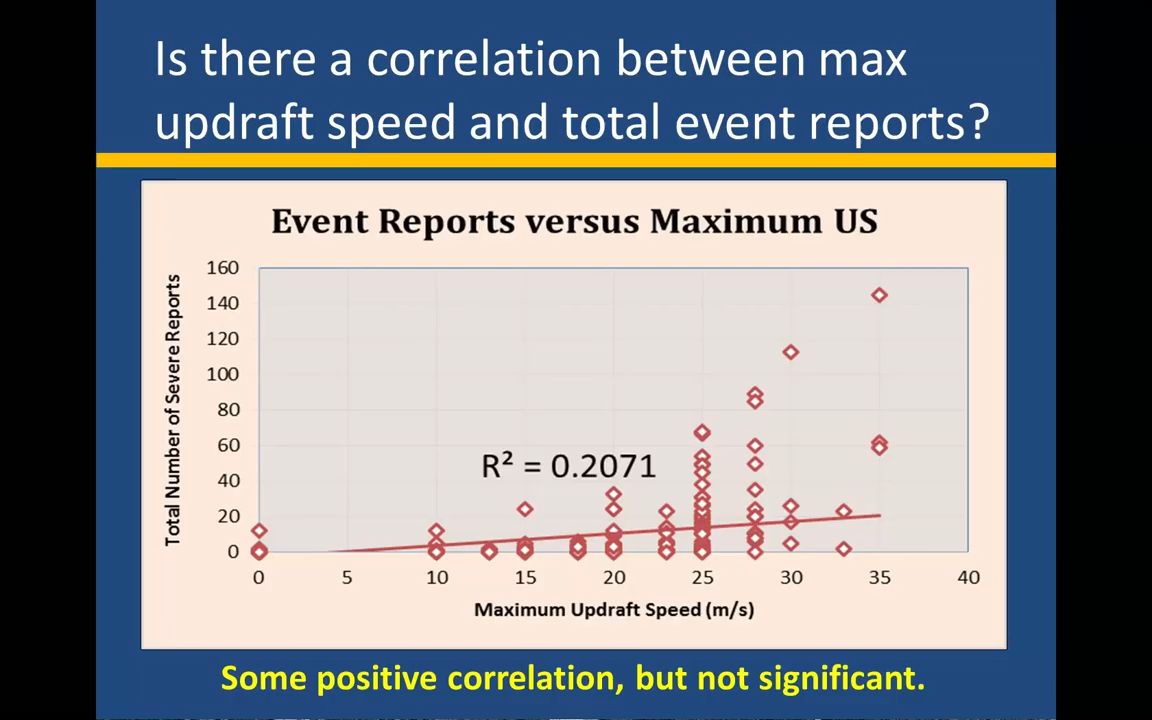 Is there a correlation between max
updraft speed and total event reports?
Event Reports versus Maximum US
Total Number of Severe Reports
160
140
120
100
80
60
40
20
0
R² = 0.2071
0 5 10 15 20 25 30 35 40
Maximum Updraft Speed (m/s)
Some positive correlation, but not significant.